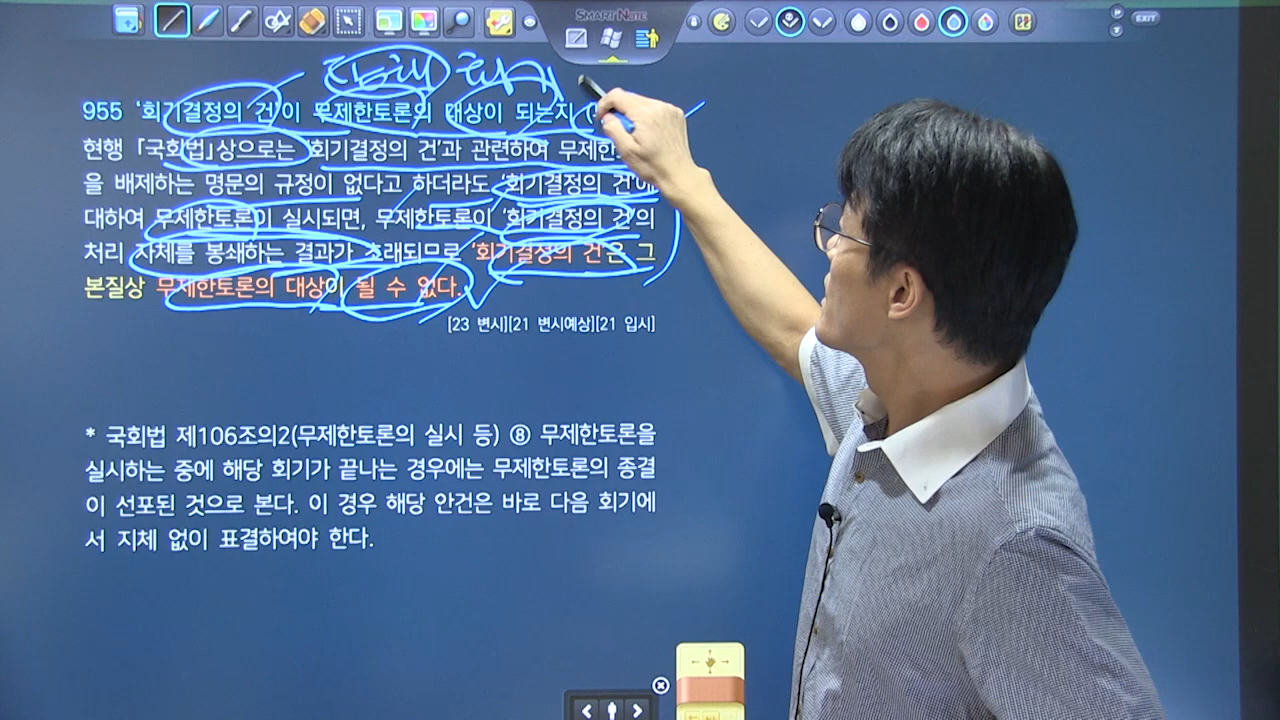 SMARTNOTE
EXIT
955 '회기결정의 건'이 무제한토론의 대상이 되는지
현행 「국회법」상으로는 '회기결정의 건'과 관련하여 무제한
을 배제하는 명문의 규정이 없다고 하더라도 '회기결정의 건'에
대하여 무제한토론이 실시되면, 무제한토론이 '회기결정의 건'의
처리 자체를 봉쇄하는 결과가 초래되므로 '회기결정의 건'은 그
본질상 무제한토론의 대상이 될 수 없다.
[23 변시][21 변시예상][21 입시]
* 국회법 제106조의2(무제한토론의 실시 등) ⑧ 무제한토론을
실시하는 중에 해당 회기가 끝나는 경우에는 무제한토론의 종결
이 선포된 것으로 본다. 이 경우 해당 안건은 바로 다음 회기에
서 지체 없이 표결하여야 한다.